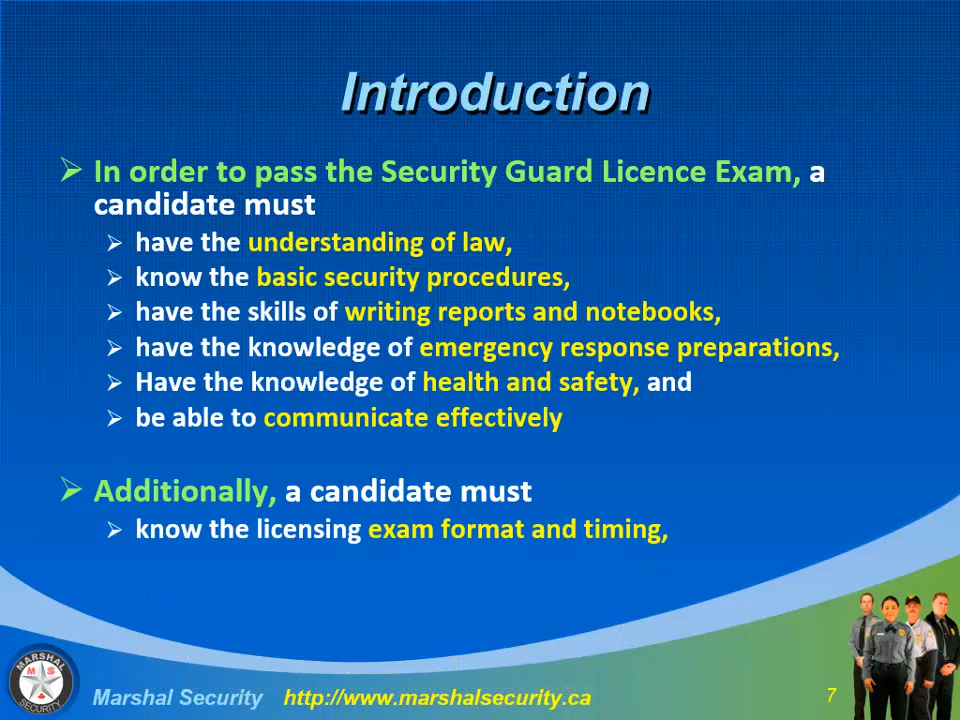 Introduction
In order to pass the Security Guard Licence Exam, a
candidate must
have the understanding of law,
know the basic security procedures,
have the skills of writing reports and notebooks,
have the knowledge of emergency response preparations,
Have the knowledge of health and safety, and
be able to communicate effectively
Additionally, a candidate must
know the licensing exam format and timing,
MARSHAL
M S
SECURITY
Marshal Security http://www.marshalsecurity.ca
7